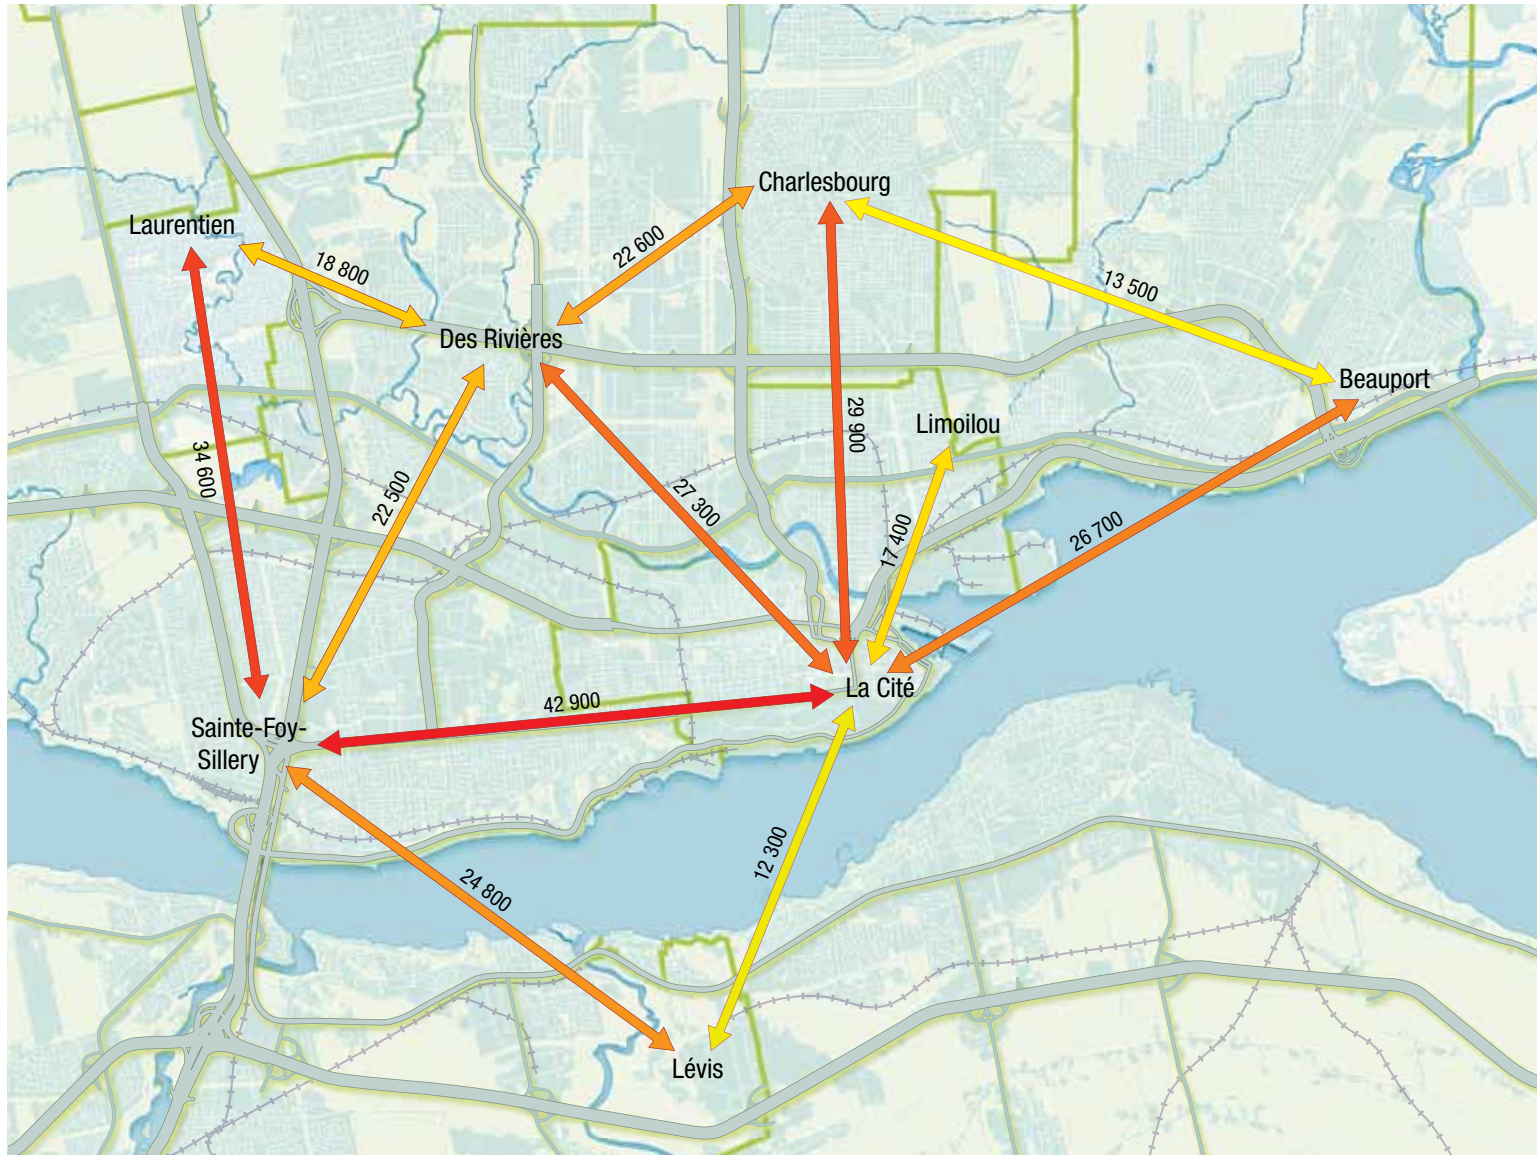 Charlesbourg
Laurentien
22 600
18 800
13 500
Des Rivières
Beauport
29 900
Limoilou
34 600
22 500
27 300
17 400
26 700
La Cité
42 900
Sainte-Foy-
Sillery
12 300
24 800
Lévis